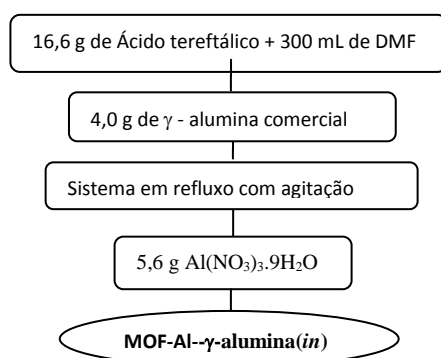 16,6 g de Ácido tereftálico + 300 mL de DMF
4,0 g de γ - alumina comercial
Sistema em refluxo com agitação
5,6 g Al(NO₃)₃.9H₂O
MOF-Al--γ-alumina(in)